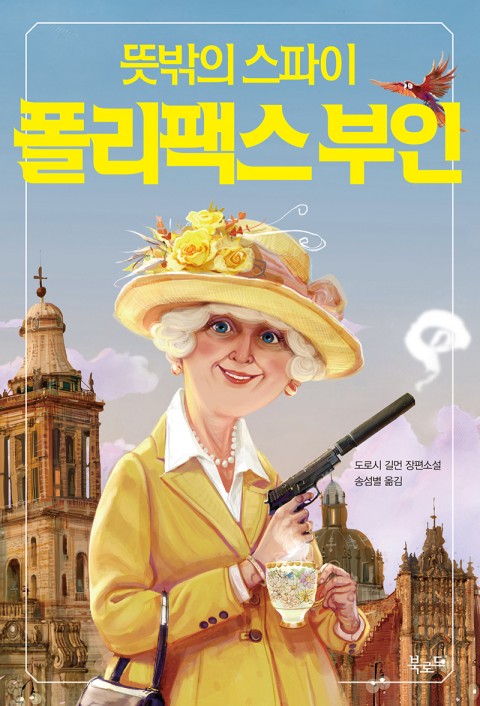 뜻밖의 스파이
폴리팩스 부인
도로시 길먼 장편소설
송섬별 옮김
북로드